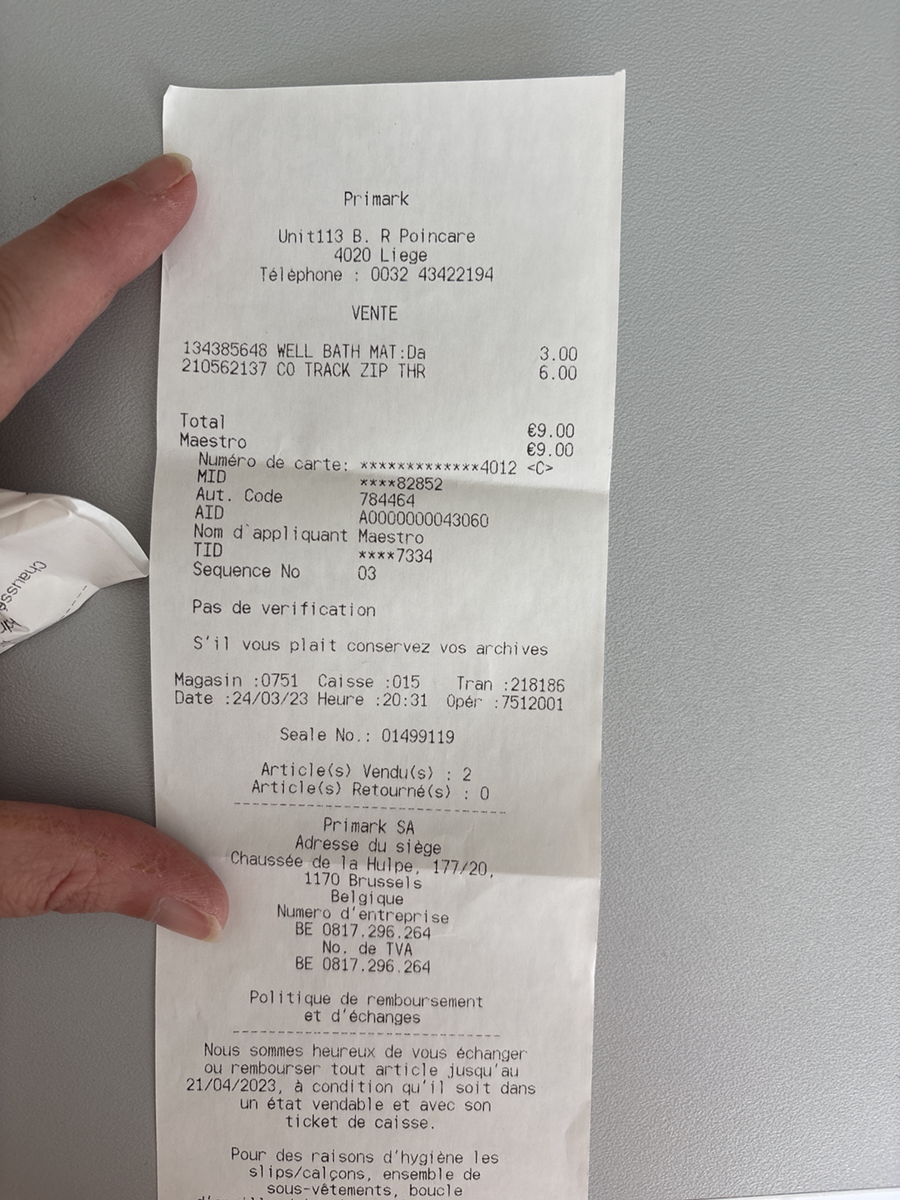 Primark
Unit113 B. R Poincare
4020 Liege
Téléphone : 0032 43422194
VENTE
134385648 WELL BATH MAT:Da 3.00
210562137 CO TRACK ZIP THR 6.00
Total €9.00
Maestro €9.00
Numéro de carte: *************4012 <C>
MID ****82852
Aut. Code 784464
AID A0000000043060
Nom d`appliquant Maestro
TID ****7334
Sequence No 03
Pas de verification
S'il vous plait conservez vos archives
Magasin :0751 Caisse :015 Tran :218186
Date :24/03/23 Heure :20:31 Opér :7512001
Seale No.: 01499119
Article(s) Vendu(s) : 2
Article(s) Retourné(s) : 0
Primark SA
Adresse du siège
Chaussée de la Hulpe, 177/20,
1170 Brussels
Belgique
Numero d'entreprise
BE 0817.296.264
No. de TVA
BE 0817.296.264
Politique de remboursement
et d'échanges
Nous sommes heureux de vous échanger
ou rembourser tout article jusqu'au
21/04/2023, à condition qu'il soit dans
un état vendable et avec son
ticket de caisse.
Pour des raisons d'hygiène les
slips/calçons, ensemble de
sous-vêtements, boucle